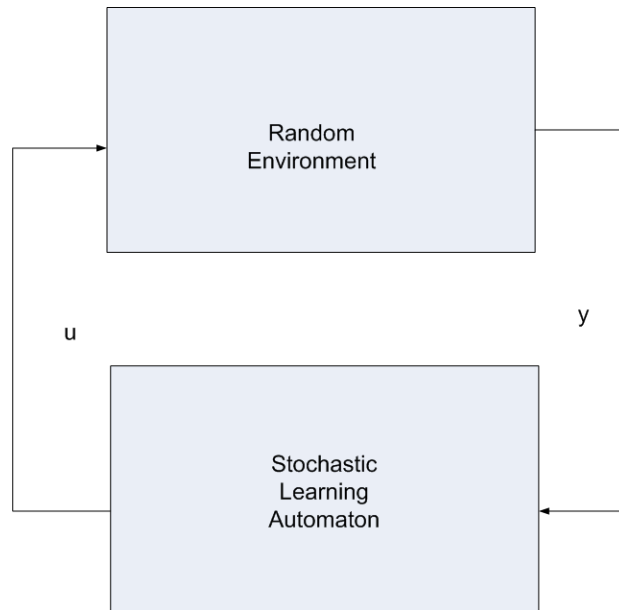 Random
Environment
u
y
Stochastic
Learning
Automaton